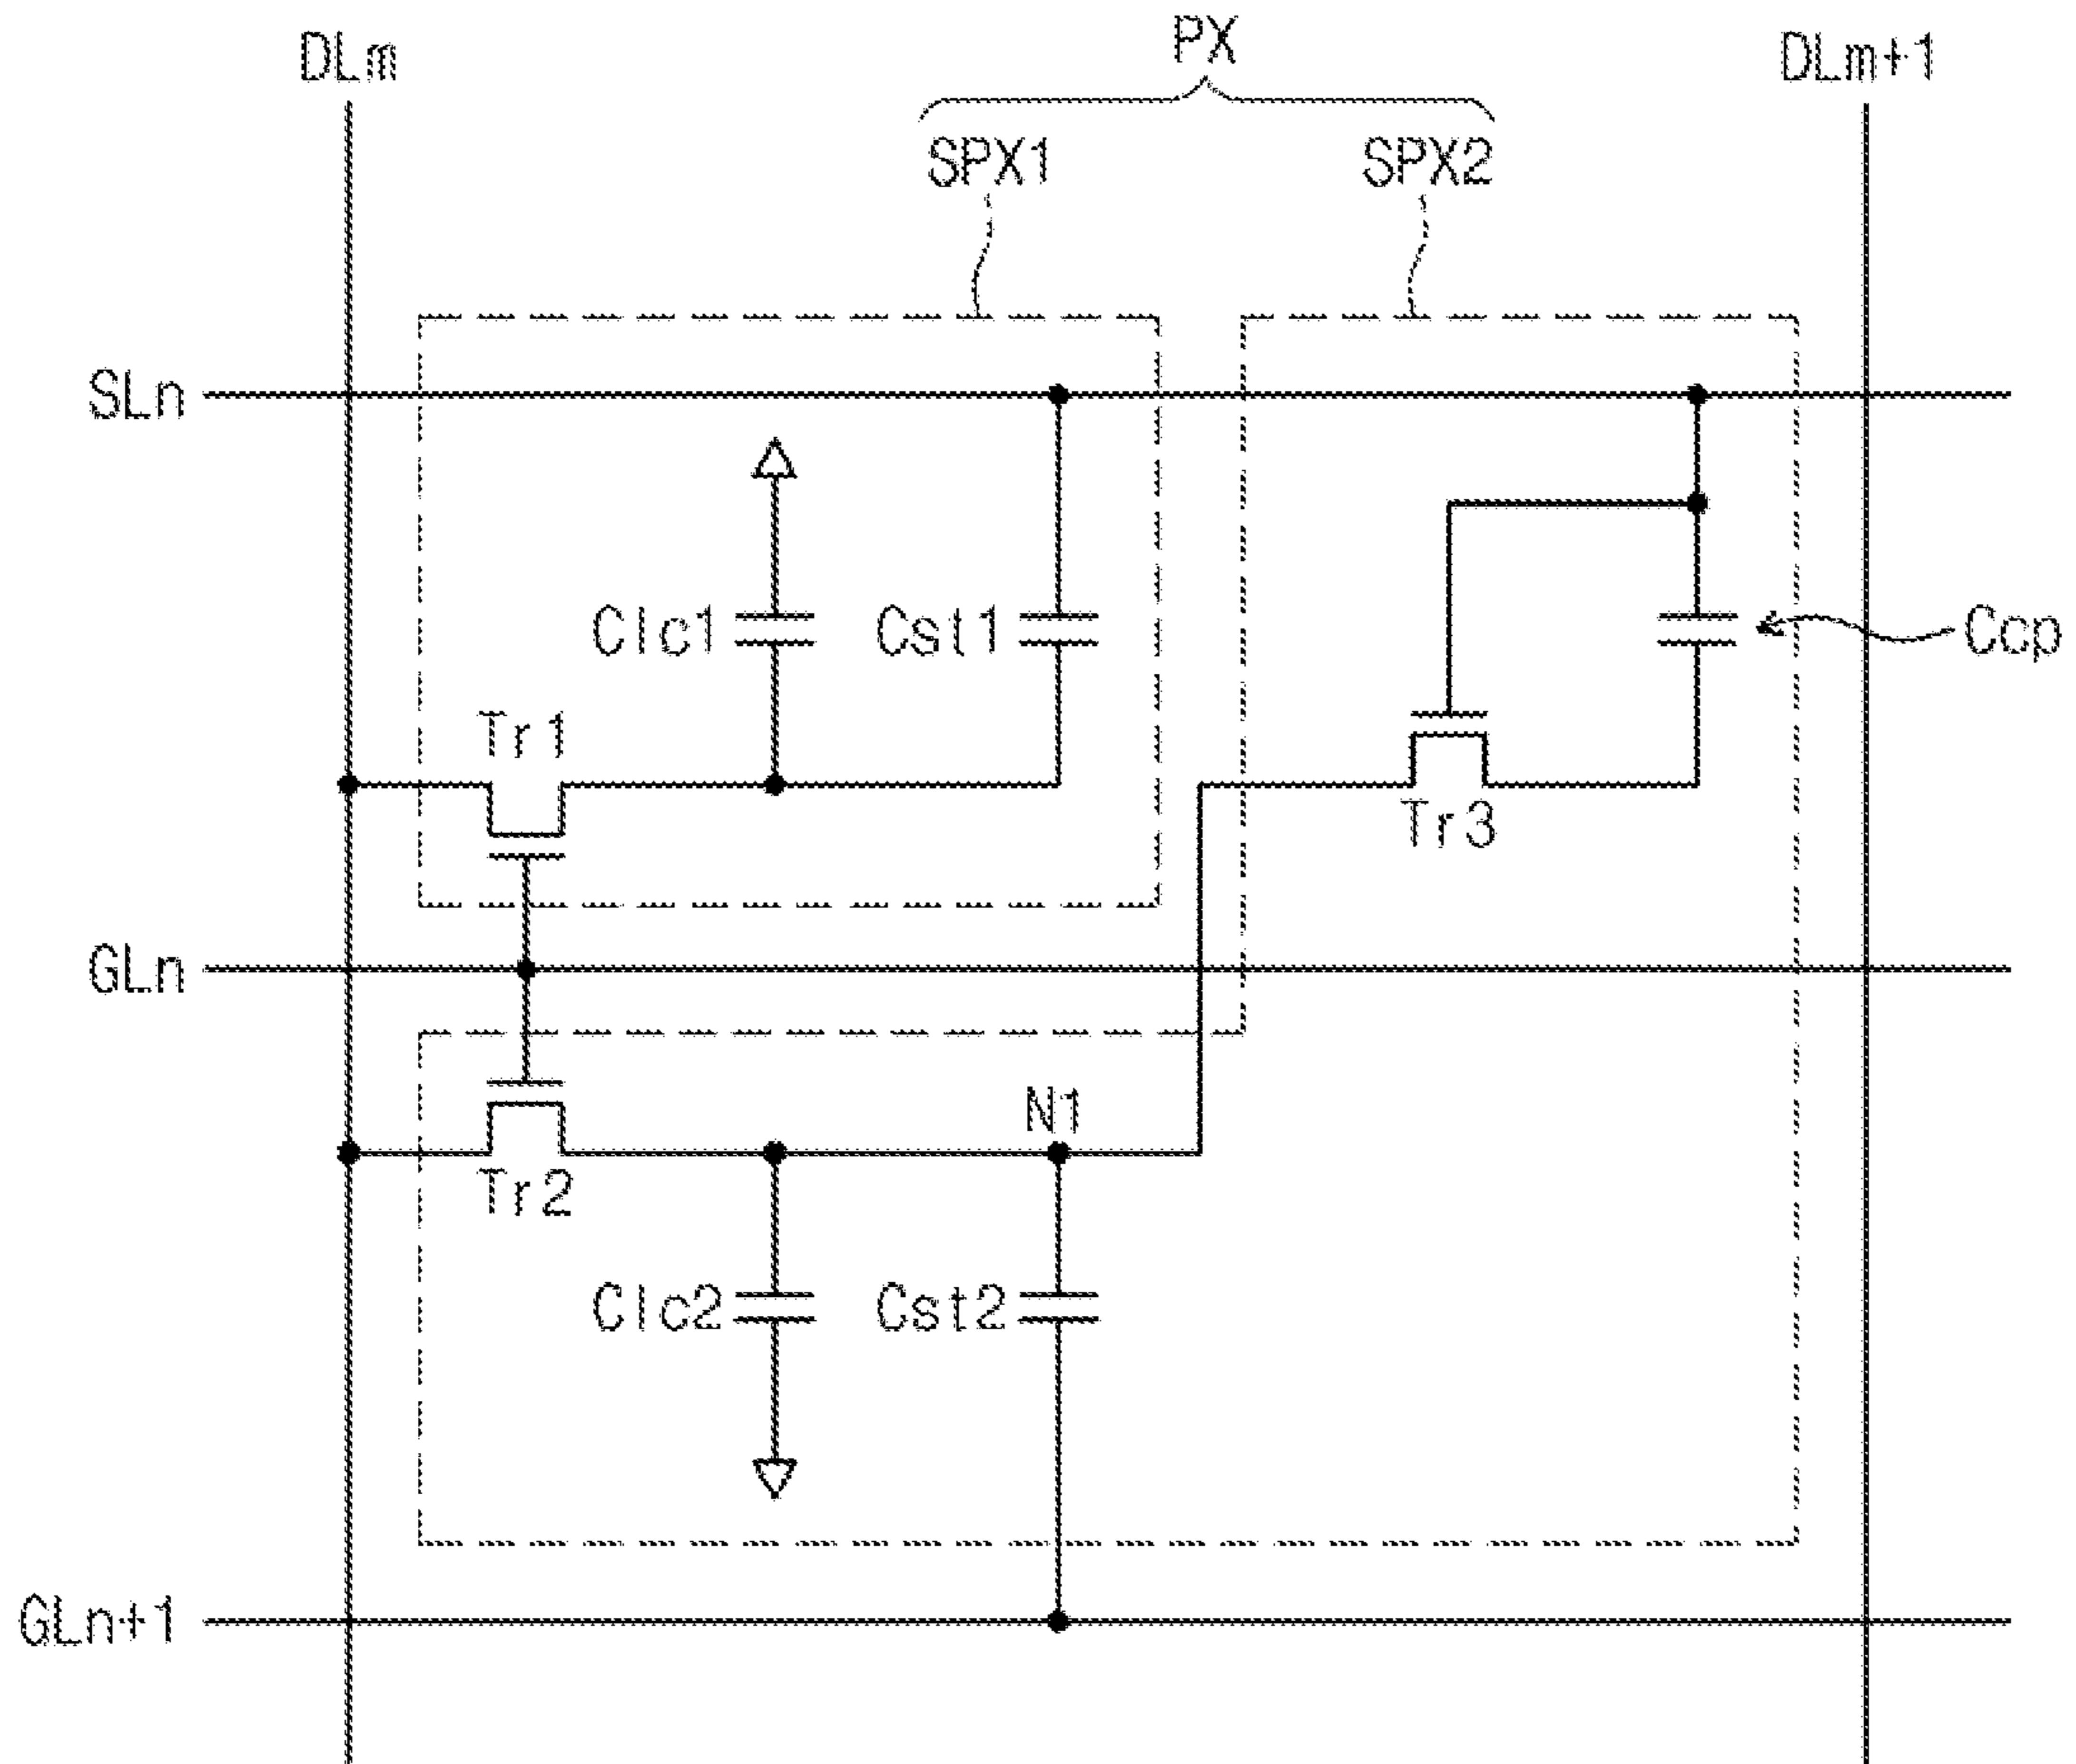 PX
DLm
DLm+1
SPX1
SPX2
SLn
Clc1
Cst1
Ccp
Tr1
Tr3
GLn
N1
Tr2
Clc2
Cst2
GLn+1